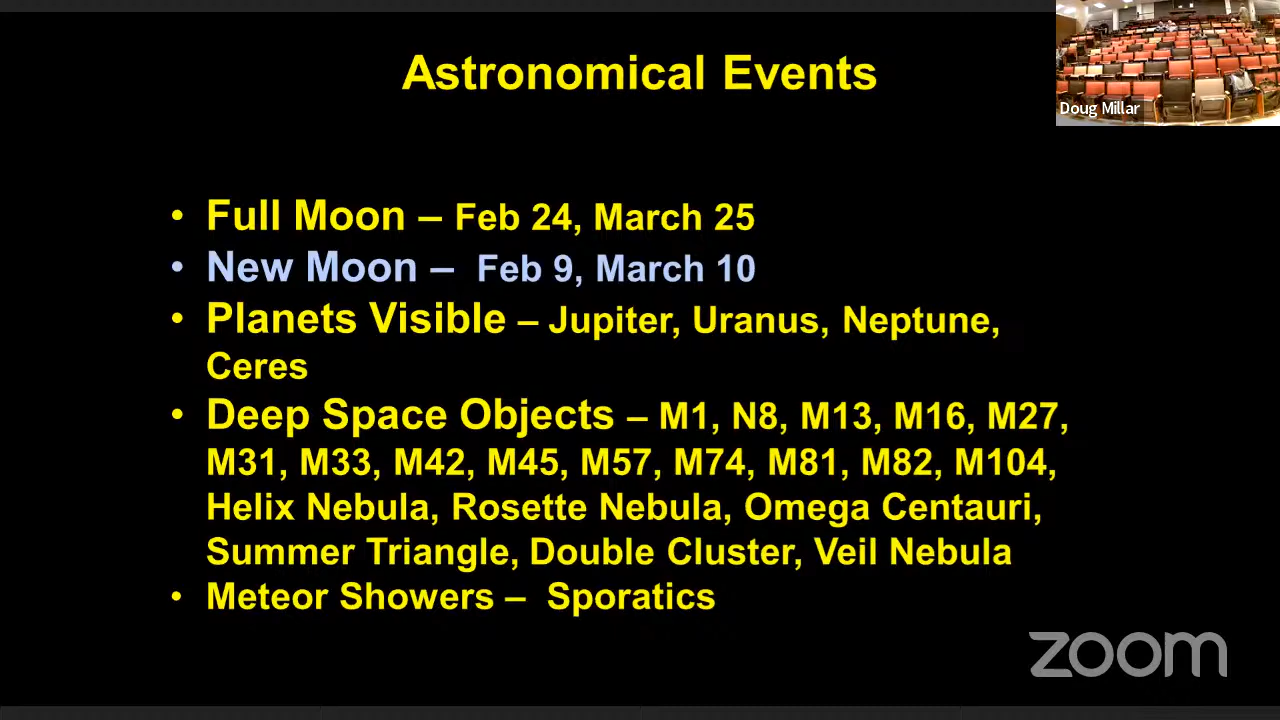 Astronomical Events
Doug Millar
• Full Moon – Feb 24, March 25
• New Moon – Feb 9, March 10
• Planets Visible – Jupiter, Uranus, Neptune,
Ceres
• Deep Space Objects – M1, N8, M13, M16, M27,
M31, M33, M42, M45, M57, M74, M81, M82, M104,
Helix Nebula, Rosette Nebula, Omega Centauri,
Summer Triangle, Double Cluster, Veil Nebula
• Meteor Showers – Sporatics
zoom